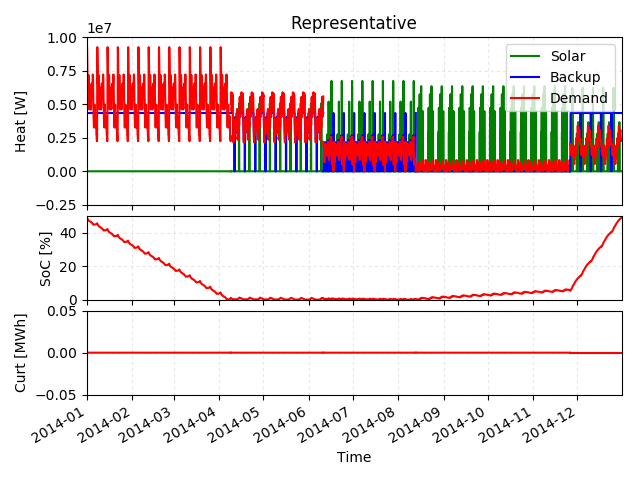 Representative
1e7
1.00
0.75
0.50
0.25
0.00
−0.25
Heat [W]
Solar
Backup
Demand
40
20
0
SoC [%]
0.05
0.00
−0.05
Curt [MWh]
2014-01
2014-02
2014-03
2014-04
2014-05
2014-06
2014-07
2014-08
2014-09
2014-10
2014-11
2014-12
Time